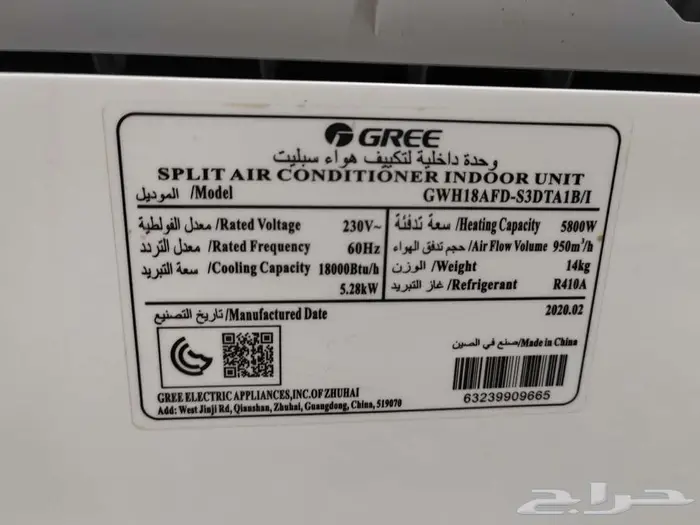 GREE
وحدة داخلية لتكييف هواء سبليت
SPLIT AIR CONDITIONER INDOOR UNIT
الموديل /Model GWH18AFD-S3DTA1B/I
معدل الفولطية /Rated Voltage 230V~
معدل التردد /Rated Frequency 60Hz
سعة التبريد /Cooling Capacity 18000Btu/h
5.28kW
سعة تدفئة /Heating Capacity 5800W
حجم تدفق الهواء /Air Flow Volume 950m³/h
الوزن /Weight 14kg
غاز التبريد /Refrigerant R410A
تاريخ التصنيع /Manufactured Date 2020.02
صنع في الصين /Made in China
63239909665
GREE ELECTRIC APPLIANCES,INC.OF ZHUHAI
Add: West Jinji Rd, Qianshan, Zhuhai, Guangdong, China, 519070
حراج